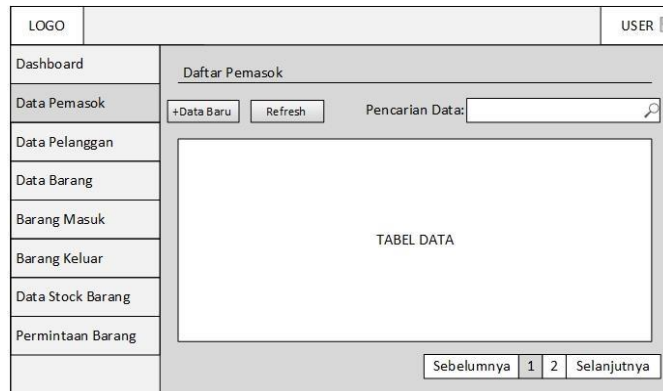 LOGO
USER
Dashboard
Data Pemasok
Data Pelanggan
Data Barang
Barang Masuk
Barang Keluar
Data Stock Barang
Permintaan Barang
Daftar Pemasok
+Data Baru
Refresh
Pencarian Data:
TABEL DATA
Sebelumnya 1 2 Selanjutnya